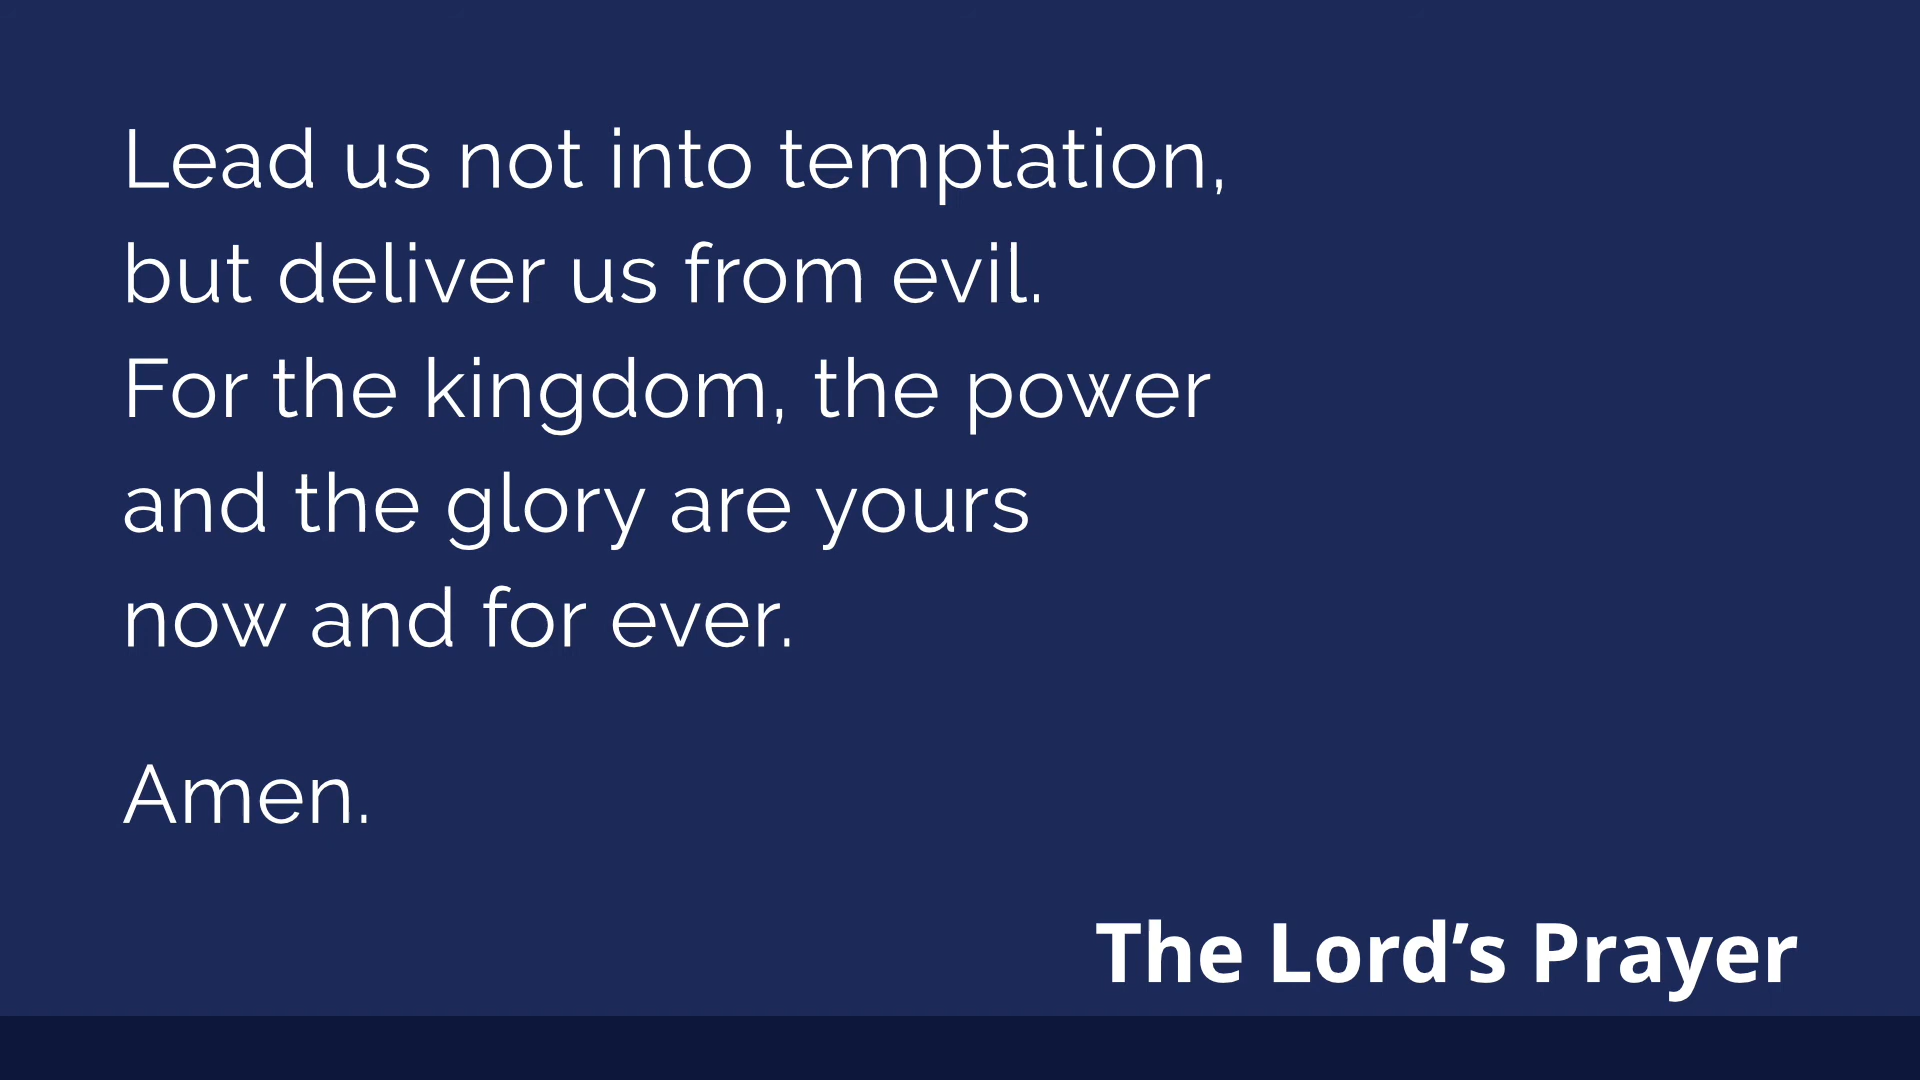 Lead us not into temptation,
but deliver us from evil.
For the kingdom, the power
and the glory are yours
now and for ever.
Amen.
The Lord’s Prayer